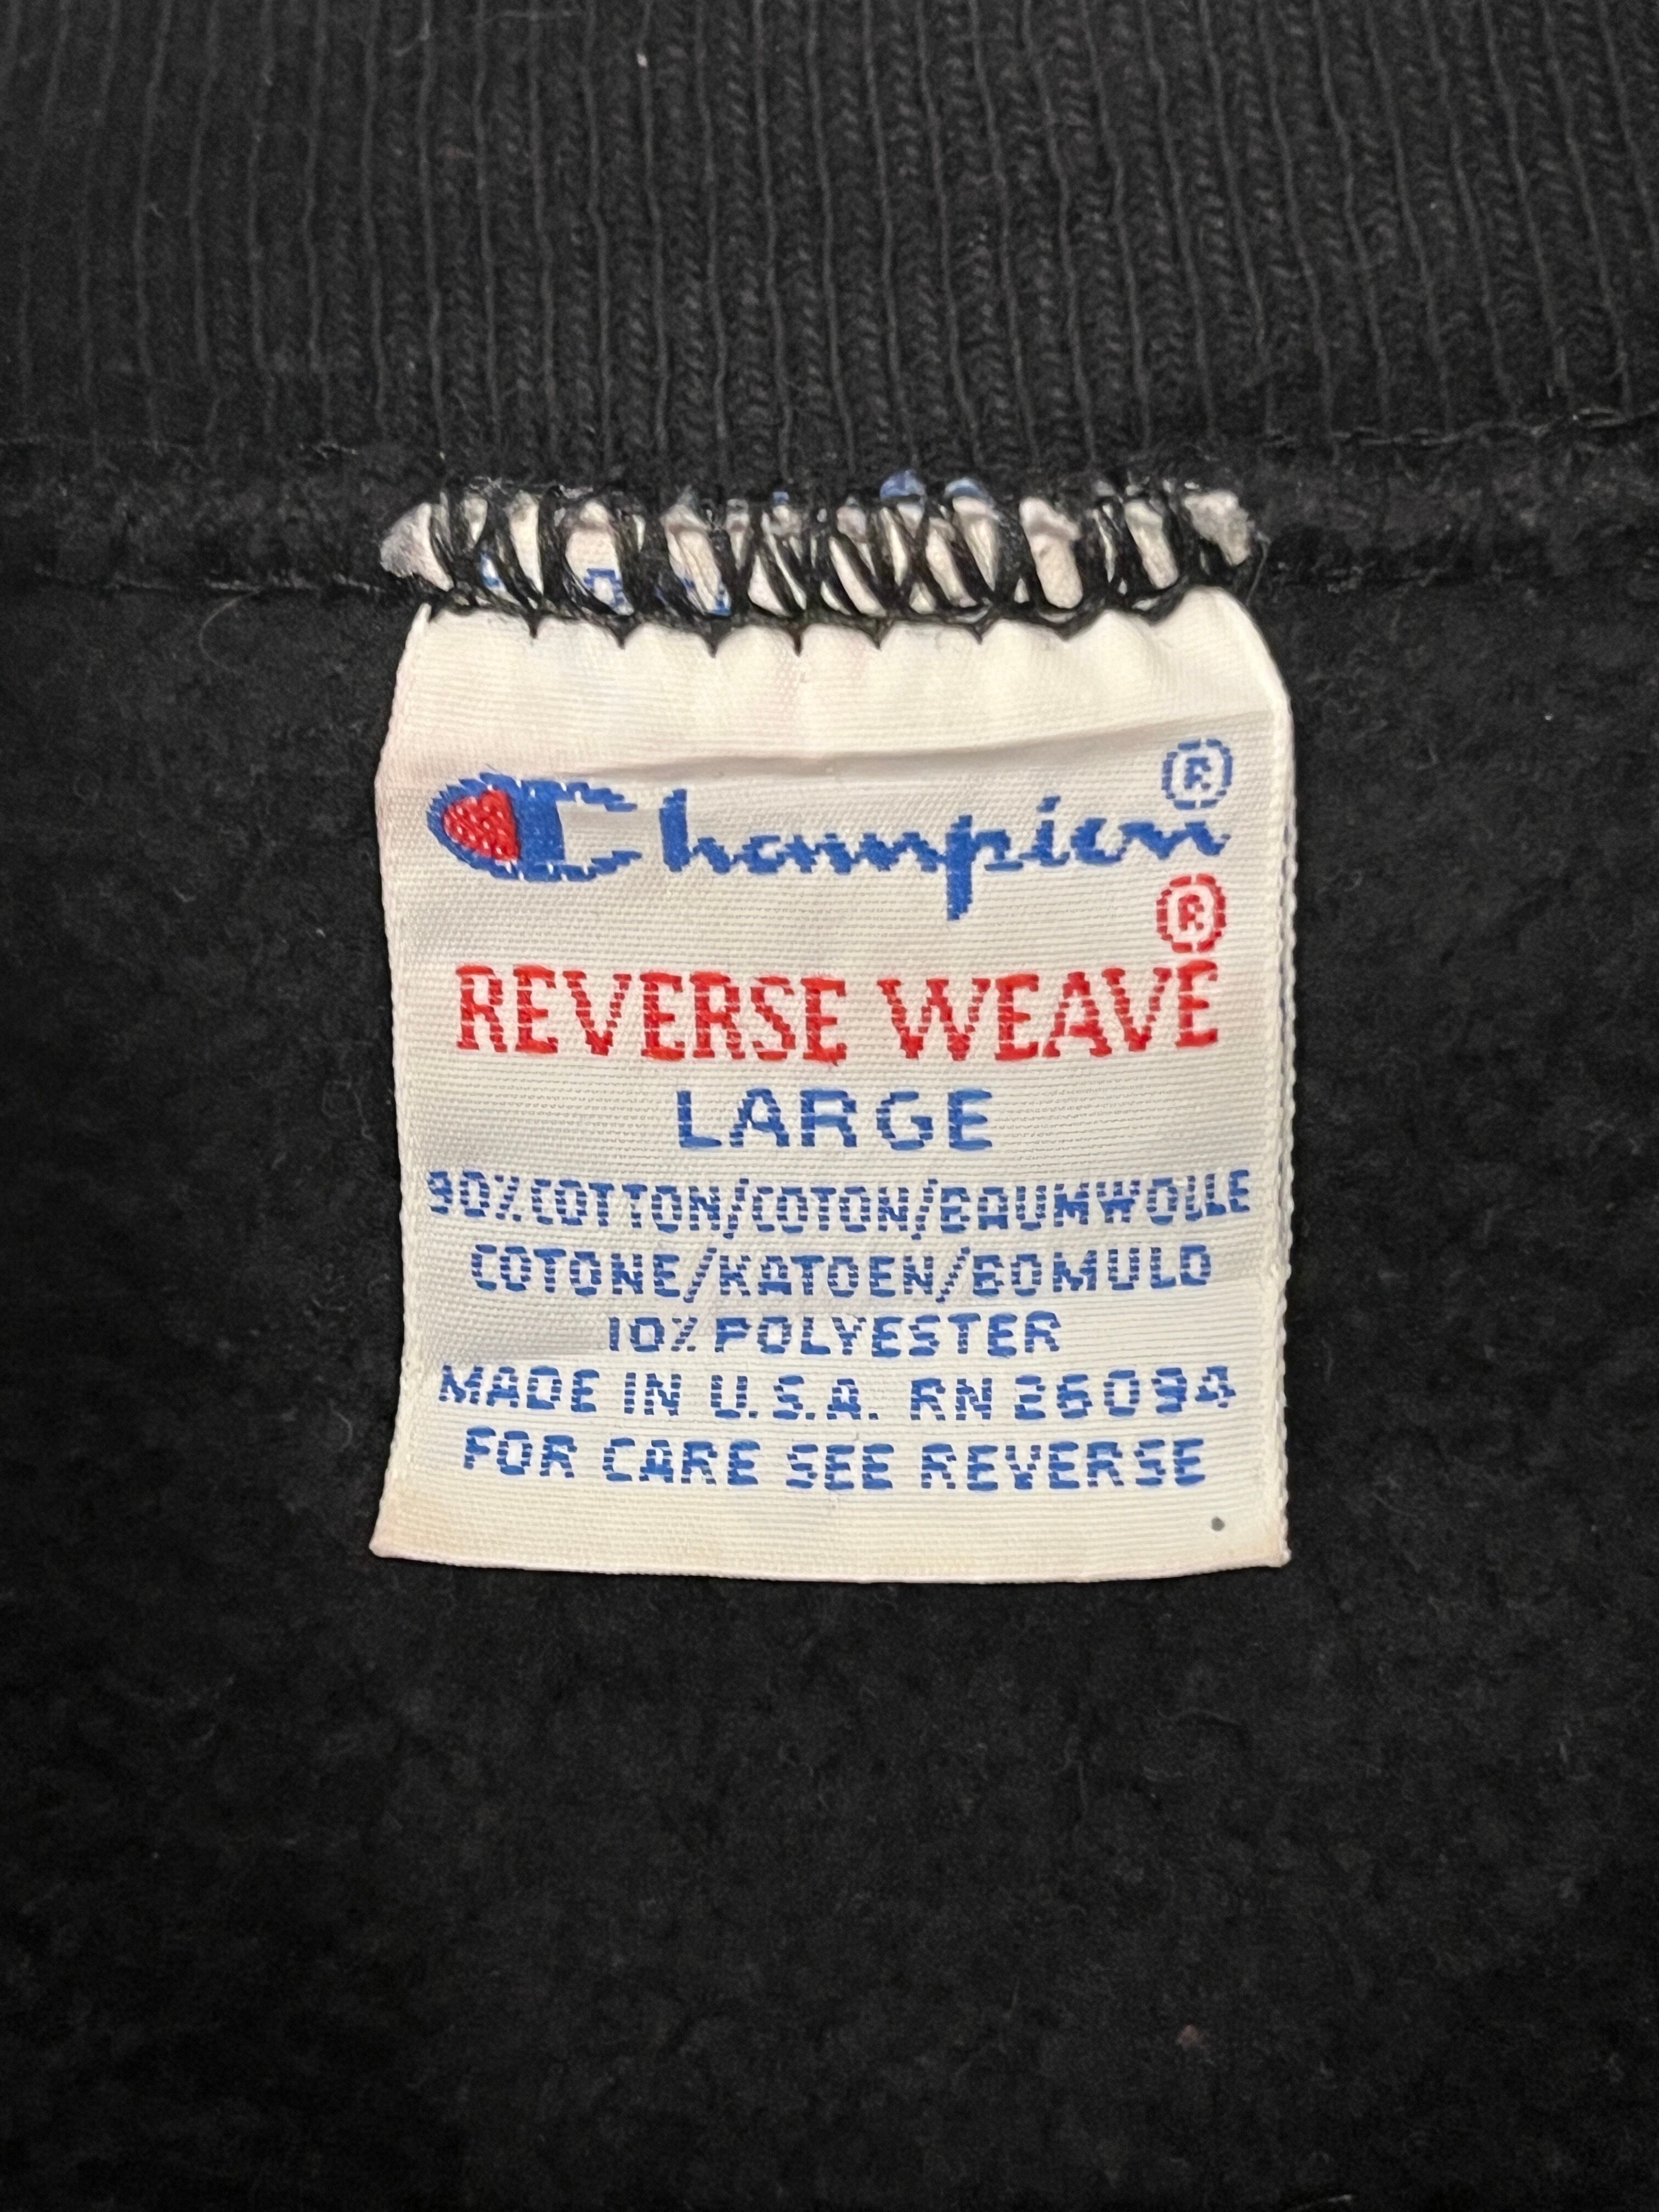 Champion®
®
REVERSE WEAVE
LARGE
90% COTTON/COTON/BAUMWOLLE
COTONE/KATOEN/BOMULD
10% POLYESTER
MADE IN U.S.A. RN 26094
FOR CARE SEE REVERSE